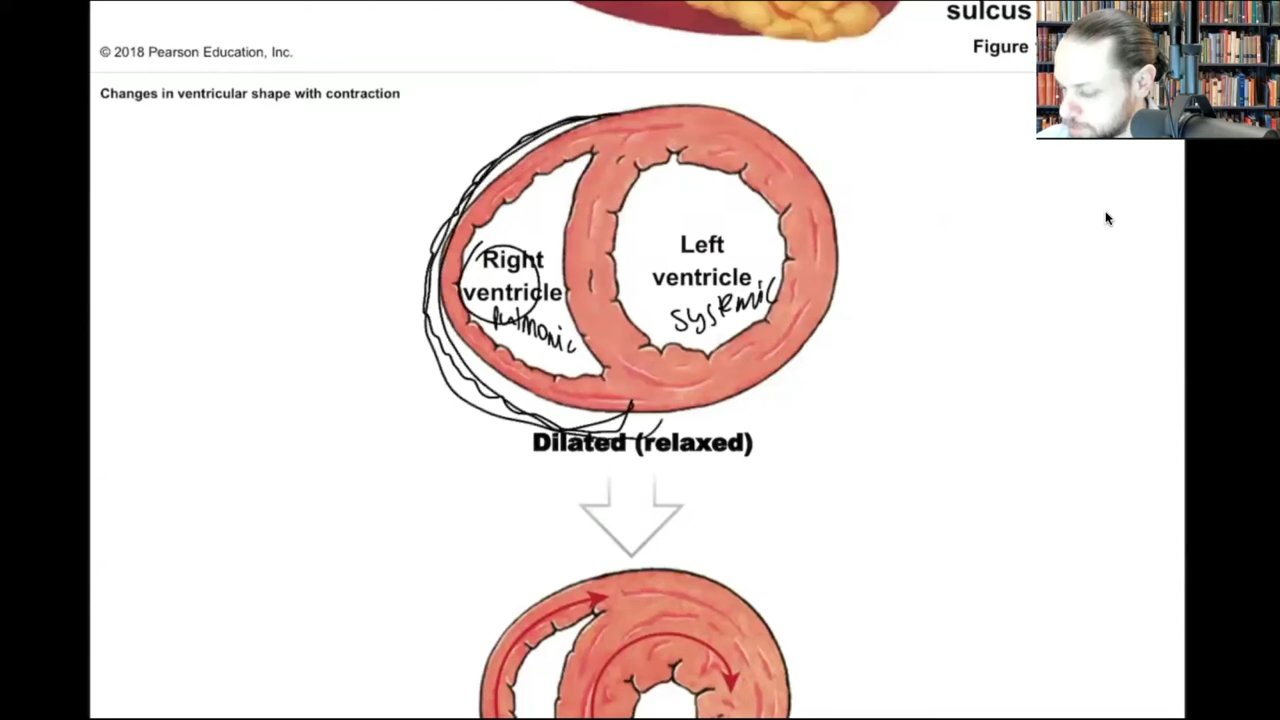 sulcus
© 2018 Pearson Education, Inc.
Figure
Changes in ventricular shape with contraction
Right
ventricle
pulmonic
Left
ventricle
systemic
Dilated (relaxed)